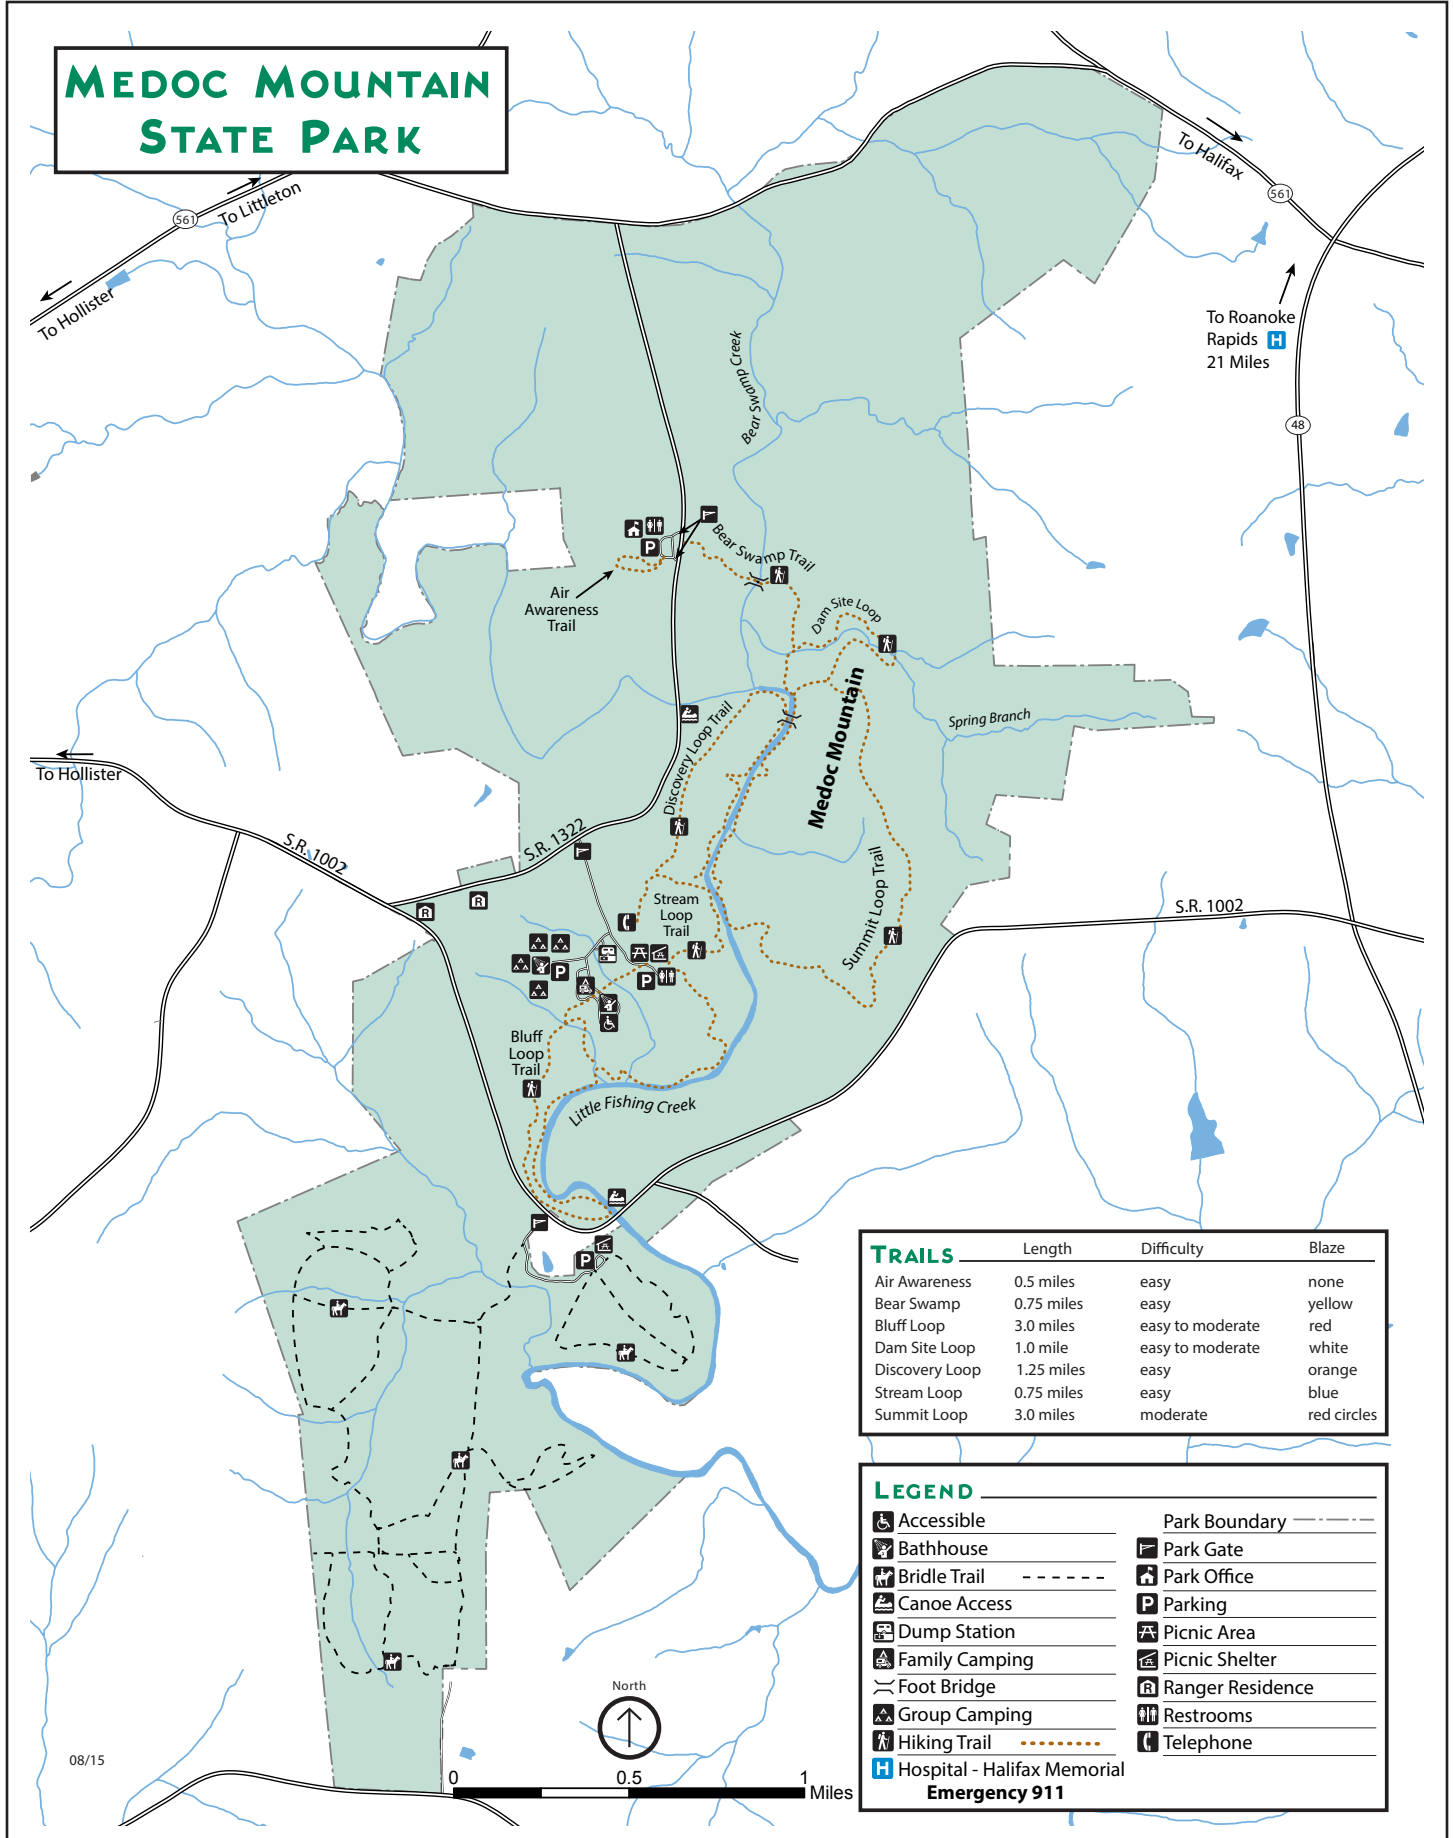 MEDOC MOUNTAIN
STATE PARK
561
To Littleton
To Hollister
To Halifax
561
To Roanoke
Rapids H
21 Miles
48
Bear Swamp Creek
P
Bear Swamp Trail
Air
Awareness
Trail
Dam Site Loop
Medoc Mountain
Spring Branch
Discovery Loop Trail
To Hollister
S.R. 1002
S.R. 1322
R
R
Stream
Loop
Trail
Summit Loop Trail
S.R. 1002
P
P
Bluff
Loop
Trail
Little Fishing Creek
P
TRAILS Length Difficulty Blaze
Air Awareness 0.5 miles easy none
Bear Swamp 0.75 miles easy yellow
Bluff Loop 3.0 miles easy to moderate red
Dam Site Loop 1.0 mile easy to moderate white
Discovery Loop 1.25 miles easy orange
Stream Loop 0.75 miles easy blue
Summit Loop 3.0 miles moderate red circles
LEGEND
Accessible
Bathhouse
Bridle Trail
Canoe Access
Dump Station
Family Camping
Foot Bridge
Group Camping
Hiking Trail
H Hospital - Halifax Memorial
Emergency 911
Park Boundary
Park Gate
Park Office
P Parking
Picnic Area
Picnic Shelter
R Ranger Residence
Restrooms
Telephone
North
0 0.5 1
Miles
08/15